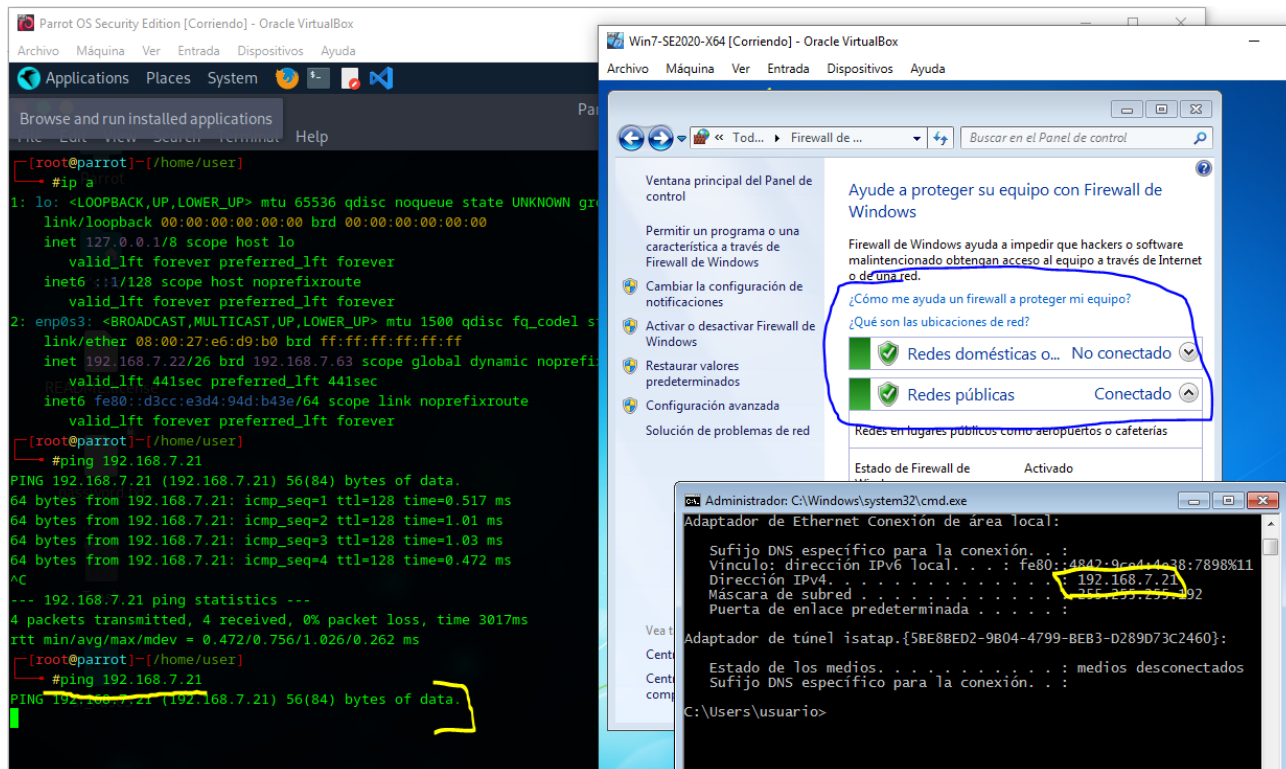 Parrot OS Security Edition [Corriendo] - Oracle VirtualBox
Archivo Máquina Ver Entrada Dispositivos Ayuda
Applications Places System
Browse and run installed applications
File Edit View Search Terminal Help
[root@parrot]-[/home/user]
#ip a
1: lo: <LOOPBACK,UP,LOWER_UP> mtu 65536 qdisc noqueue state UNKNOWN gr
link/loopback 00:00:00:00:00:00 brd 00:00:00:00:00:00
inet 127.0.0.1/8 scope host lo
valid_lft forever preferred_lft forever
inet6 ::1/128 scope host noprefixroute
valid_lft forever preferred_lft forever
2: enp0s3: <BROADCAST,MULTICAST,UP,LOWER_UP> mtu 1500 qdisc fq_codel s
link/ether 08:00:27:e6:d9:b0 brd ff:ff:ff:ff:ff:ff
inet 192.168.7.22/26 brd 192.168.7.63 scope global dynamic noprefi
valid_lft 441sec preferred_lft 441sec
inet6 fe80::d3cc:e3d4:94d:b43e/64 scope link noprefixroute
valid_lft forever preferred_lft forever
[root@parrot]-[/home/user]
#ping 192.168.7.21
PING 192.168.7.21 (192.168.7.21) 56(84) bytes of data.
64 bytes from 192.168.7.21: icmp_seq=1 ttl=128 time=0.517 ms
64 bytes from 192.168.7.21: icmp_seq=2 ttl=128 time=1.01 ms
64 bytes from 192.168.7.21: icmp_seq=3 ttl=128 time=1.03 ms
64 bytes from 192.168.7.21: icmp_seq=4 ttl=128 time=0.472 ms
^C
--- 192.168.7.21 ping statistics ---
4 packets transmitted, 4 received, 0% packet loss, time 3017ms
rtt min/avg/max/mdev = 0.472/0.756/1.026/0.262 ms
[root@parrot]-[/home/user]
#ping 192.168.7.21
PING 192.168.7.21 (192.168.7.21) 56(84) bytes of data.
Win7-SE2020-X64 [Corriendo] - Oracle VirtualBox
Archivo Máquina Ver Entrada Dispositivos Ayuda
« Tod... Firewall de ...
Buscar en el Panel de control
Ventana principal del Panel de
control
Permitir un programa o una
característica a través de
Firewall de Windows
Cambiar la configuración de
notificaciones
Activar o desactivar Firewall de
Windows
Restaurar valores
predeterminados
Configuración avanzada
Solución de problemas de red
Vea t
Centr
Centr
comp
Ayude a proteger su equipo con Firewall de
Windows
Firewall de Windows ayuda a impedir que hackers o software
malintencionado obtengan acceso al equipo a través de Internet
o de una red.
¿Cómo me ayuda un firewall a proteger mi equipo?
¿Qué son las ubicaciones de red?
Redes domésticas o... No conectado
Redes públicas Conectado
Redes en lugares públicos como aeropuertos o cafeterías
Estado de Firewall de Activado
Administrador: C:\Windows\system32\cmd.exe
Adaptador de Ethernet Conexión de área local:
Sufijo DNS específico para la conexión. . :
Vínculo: dirección IPv6 local. . . : fe80::4842:9ce4:4e38:7898%11
Dirección IPv4. . . . . . . . . . . . . . : 192.168.7.21
Máscara de subred . . . . . . . . . . . . : 255.255.255.192
Puerta de enlace predeterminada . . . . . :
Adaptador de túnel isatap.{5BE8BED2-9B04-4799-BEB3-D289D73C2460}:
Estado de los medios. . . . . . . . . . . : medios desconectados
Sufijo DNS específico para la conexión. . :
C:\Users\usuario>